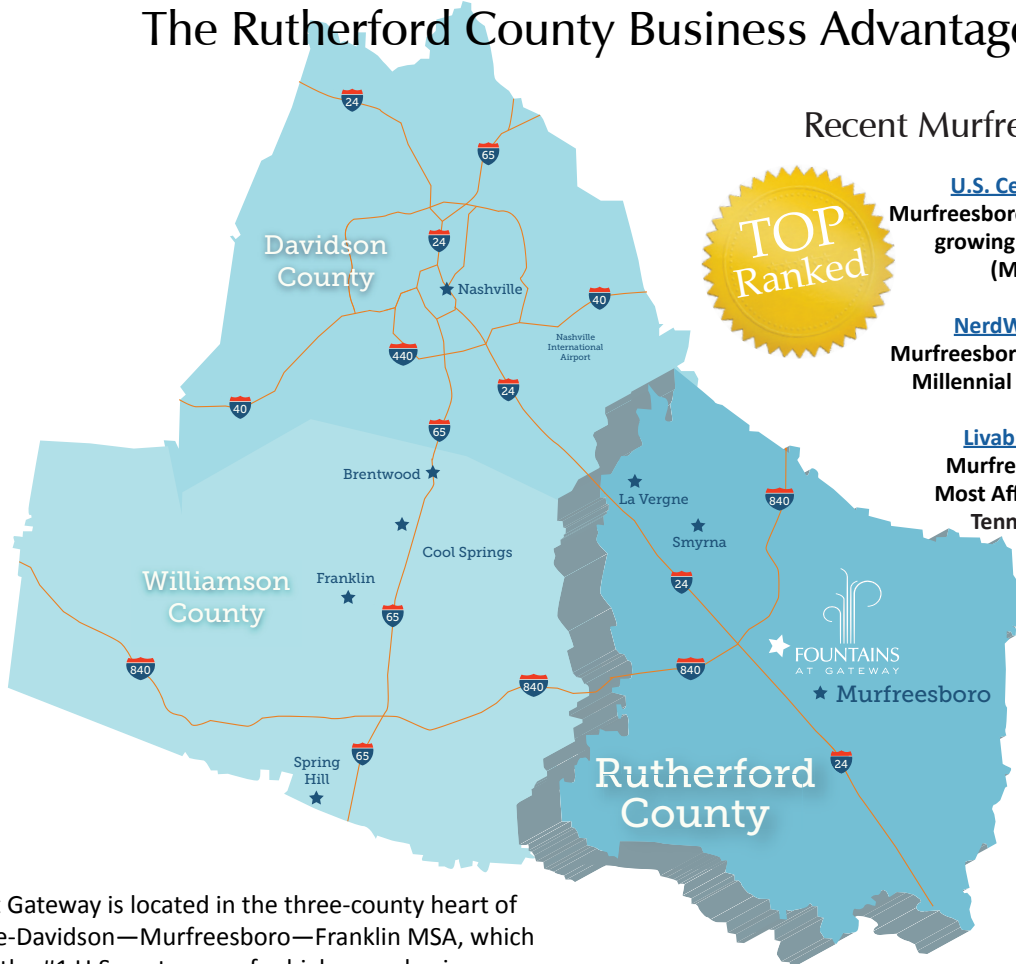 The Rutherford County Business Advantage
24
65
Recent Murfre
TOP
Ranked
U.S. Ce
Murfreesboro
growing
(M
NerdW
Murfreesbor
Millennial
Livab
Murfre
Most Aff
Tenn
Davidson
County
24
Nashville
40
Nashville
International
Airport
440
24
40
65
Brentwood
La Vergne
840
Smyrna
Cool Springs
Williamson
County
Franklin
24
65
FOUNTAINS
AT GATEWAY
840
840
840
Murfreesboro
Spring
Hill
65
24
Rutherford
County
Gateway is located in the three-county heart of
e-Davidson—Murfreesboro—Franklin MSA, which